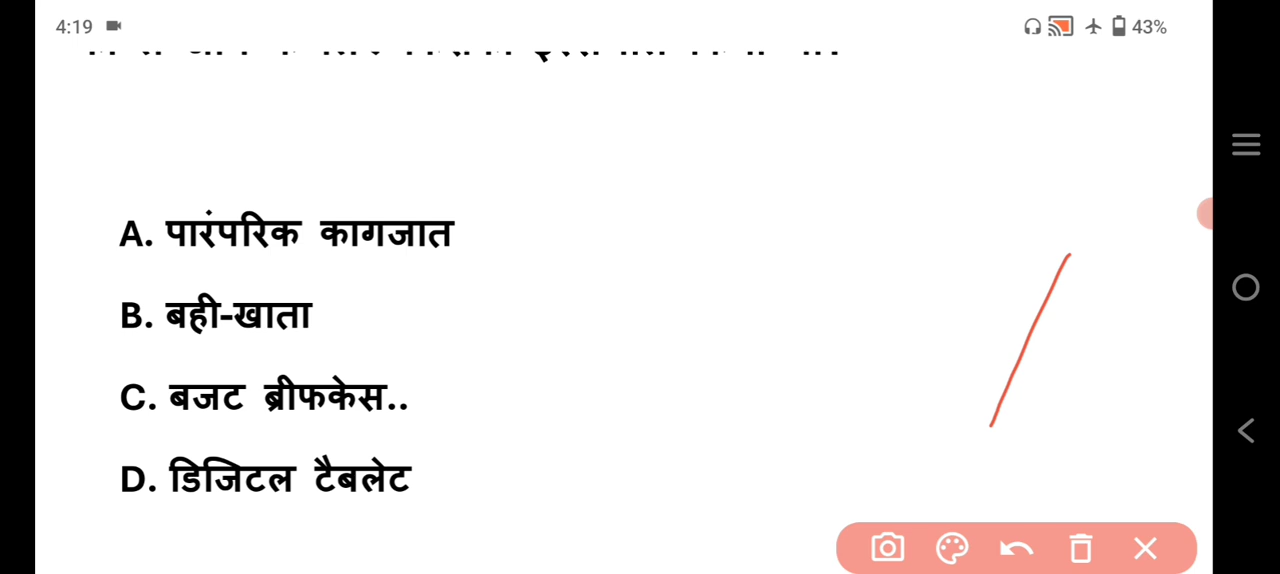 4:19
43%
A. पारंपरिक कागजात
B. बही-खाता
C. बजट ब्रीफकेस..
D. डिजिटल टैबलेट